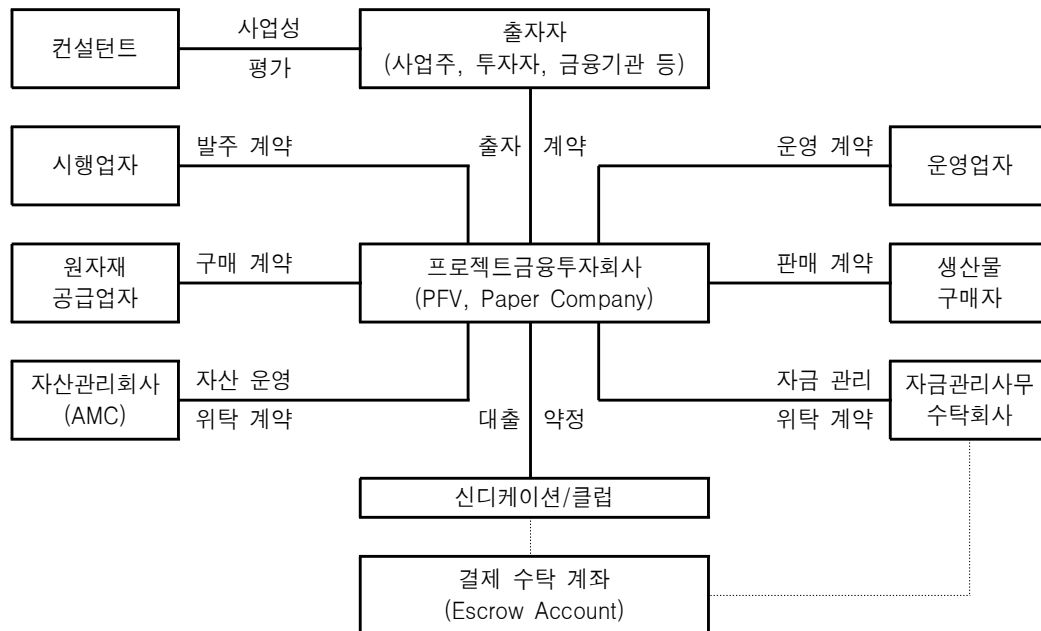 컨설턴트
사업성
평가
출자자
(사업주, 투자자, 금융기관 등)
시행업자
발주 계약
출자 계약
운영 계약
운영업자
원자재
공급업자
구매 계약
프로젝트금융투자회사
(PFV, Paper Company)
판매 계약
생산물
구매자
자산관리회사
(AMC)
자산 운영
위탁 계약
대출 약정
자금 관리
위탁 계약
자금관리사무
수탁회사
신디케이션/클럽
결제 수탁 계좌
(Escrow Account)